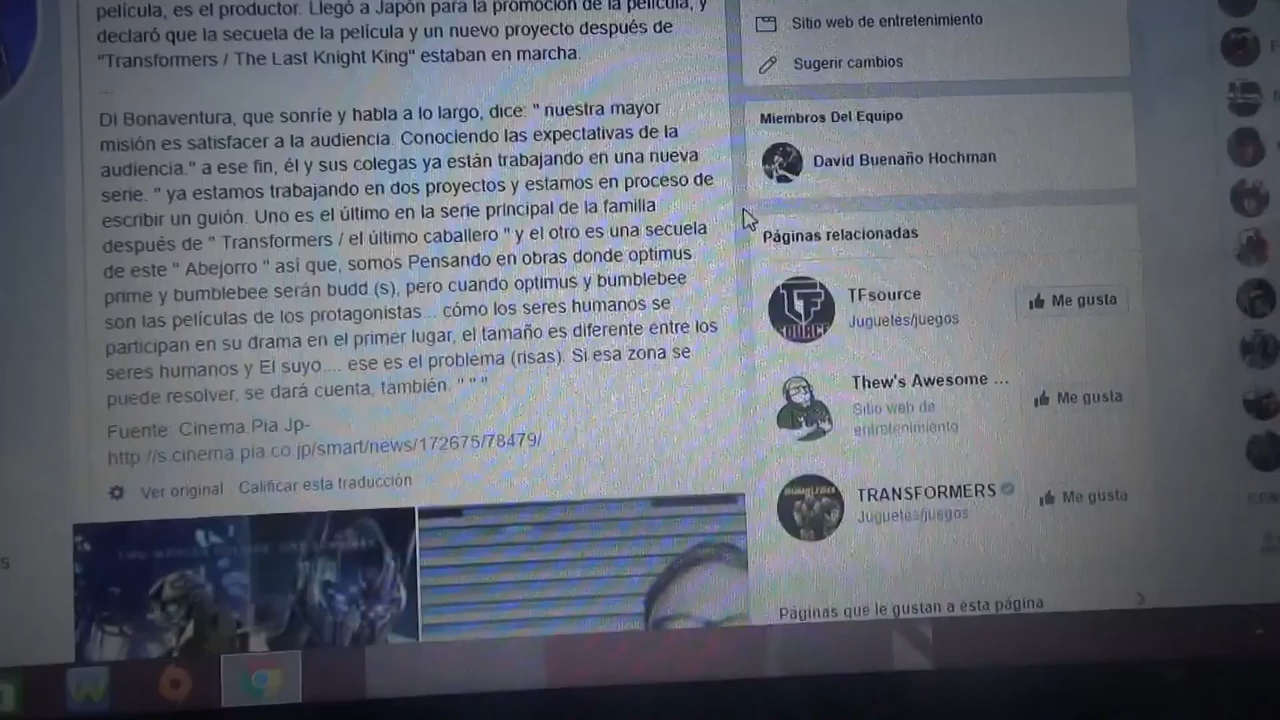 película, es el productor. Llegó a Japón para la promoción de la película, y
declaró que la secuela de la película y un nuevo proyecto después de
"Transformers / The Last Knight King" estaban en marcha.
...
Di Bonaventura, que sonríe y habla a lo largo, dice: " nuestra mayor
misión es satisfacer a la audiencia. Conociendo las expectativas de la
audiencia." a ese fin, él y sus colegas ya están trabajando en una nueva
serie. " ya estamos trabajando en dos proyectos y estamos en proceso de
escribir un guión. Uno es el último en la serie principal de la familia
después de " Transformers / el último caballero " y el otro es una secuela
de este " Abejorro " así que, somos Pensando en obras donde optimus
prime y bumblebee serán budd (s), pero cuando optimus y bumblebee
son las películas de los protagonistas... cómo los seres humanos se
participan en su drama en el primer lugar, el tamaño es diferente entre los
seres humanos y El suyo.... ese es el problema (risas). Si esa zona se
puede resolver, se dará cuenta, también. " " "
Fuente: Cinema.Pia Jp-
http://s.cinema.pia.co.jp/smart/news/172675/78479/
Ver original Calificar esta traducción
Sitio web de entretenimiento
Sugerir cambios
Miembros Del Equipo
David Buenaño Hochman
Páginas relacionadas
TF
SOURCE
TFsource
Juguetes/juegos
Me gusta
Thew's Awesome ...
Sitio web de
entretenimiento
Me gusta
TRANSFORMERS
Juguetes/juegos
Me gusta
Páginas que le gustan a esta página
s